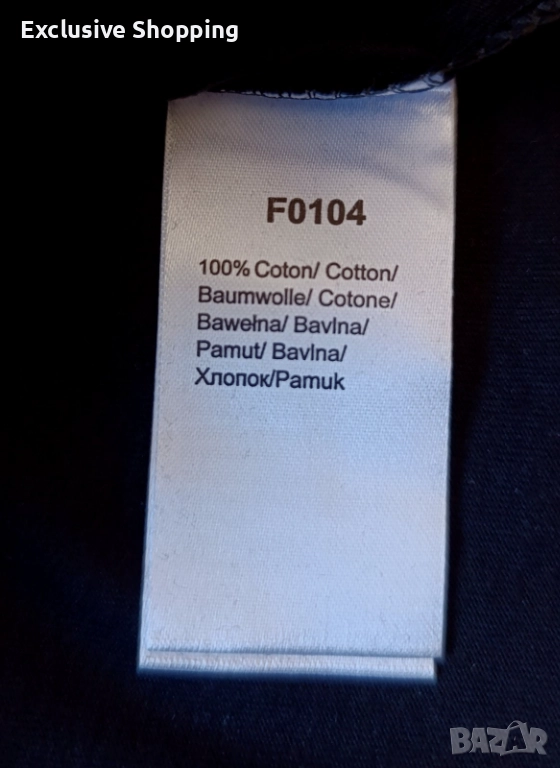 Exclusive Shopping
F0104
100% Coton/ Cotton/
Baumwolle/ Cotone/
Bawełna/ Bavlna/
Pamut/ Bavlna/
Хлопок/Pamuk
BAZAR